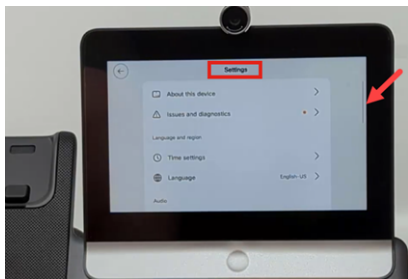 Settings
About this device
Issues and diagnostics
Language and region
Time settings
Language English-US
Audio